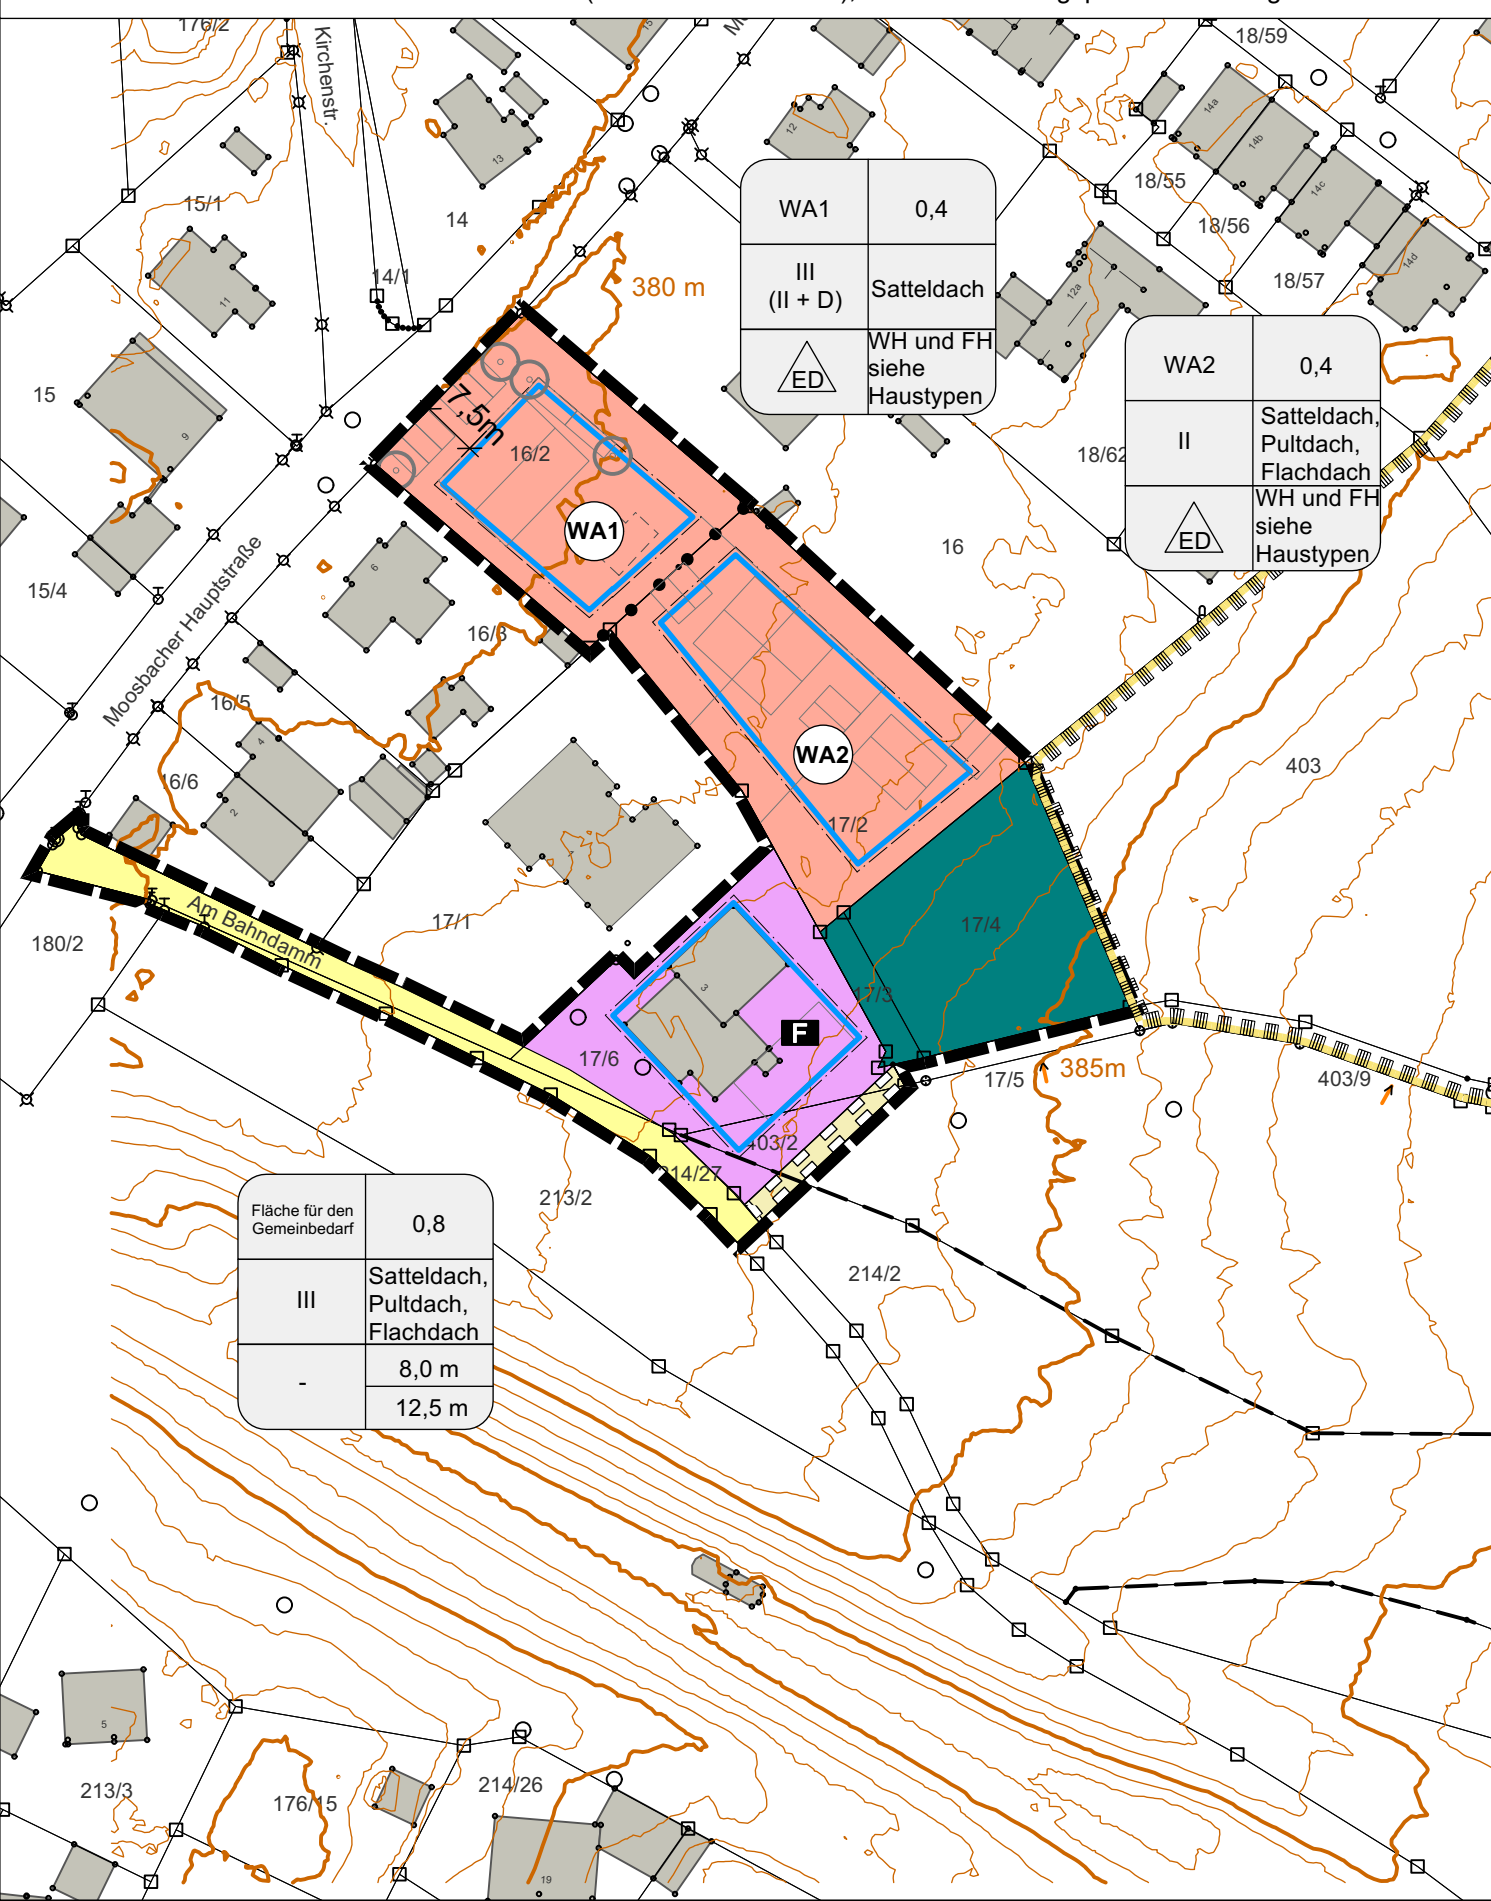 176/2
Kirchenstr.
15
18/59
14a
14b
14c
14d
12
13
15/1
14
18/55
18/56
18/57
14/1
11
12a
380 m
WA1
0,4
III
(II + D)
Satteldach
ED
WH und FH
siehe
Haustypen
WA2
0,4
II
Satteldach,
Pultdach,
Flachdach
ED
WH und FH
siehe
Haustypen
15
9
7,5m
16/2
18/62
WA1
16
6
15/4
16/3
Moosbacher Hauptstraße
16/5
4
16/6
2
WA2
403
17/2
Am Bahndamm
17/1
180/2
17/4
17/3
3
F
17/6
17/5
385m
403/9
403/2
214/27
213/2
214/2
Fläche für den
Gemeinbedarf
0,8
III
Satteldach,
Pultdach,
Flachdach
-
8,0 m
12,5 m
5
213/3
176/15
214/26
19